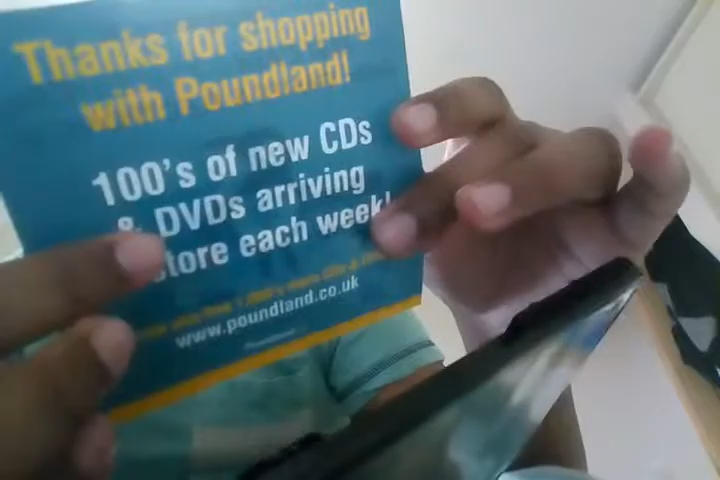 Thanks for shopping
with Poundland!
100's of new CDs
& DVDs arriving
store each week!
www.poundland.co.uk